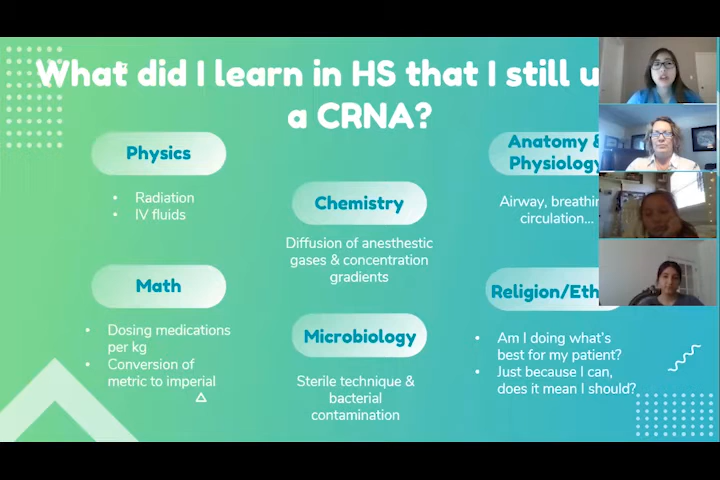 What did I learn in HS that I still u
a CRNA?
Physics
Radiation
IV fluids
Chemistry
Diffusion of anesthestic
gases & concentration
gradients
Anatomy &
Physiology
Airway, breathin
circulation...
Math
Dosing medications
per kg
Conversion of
metric to imperial
Microbiology
Sterile technique &
bacterial
contamination
Religion/Eth
Am I doing what's
best for my patient?
Just because I can,
does it mean I should?